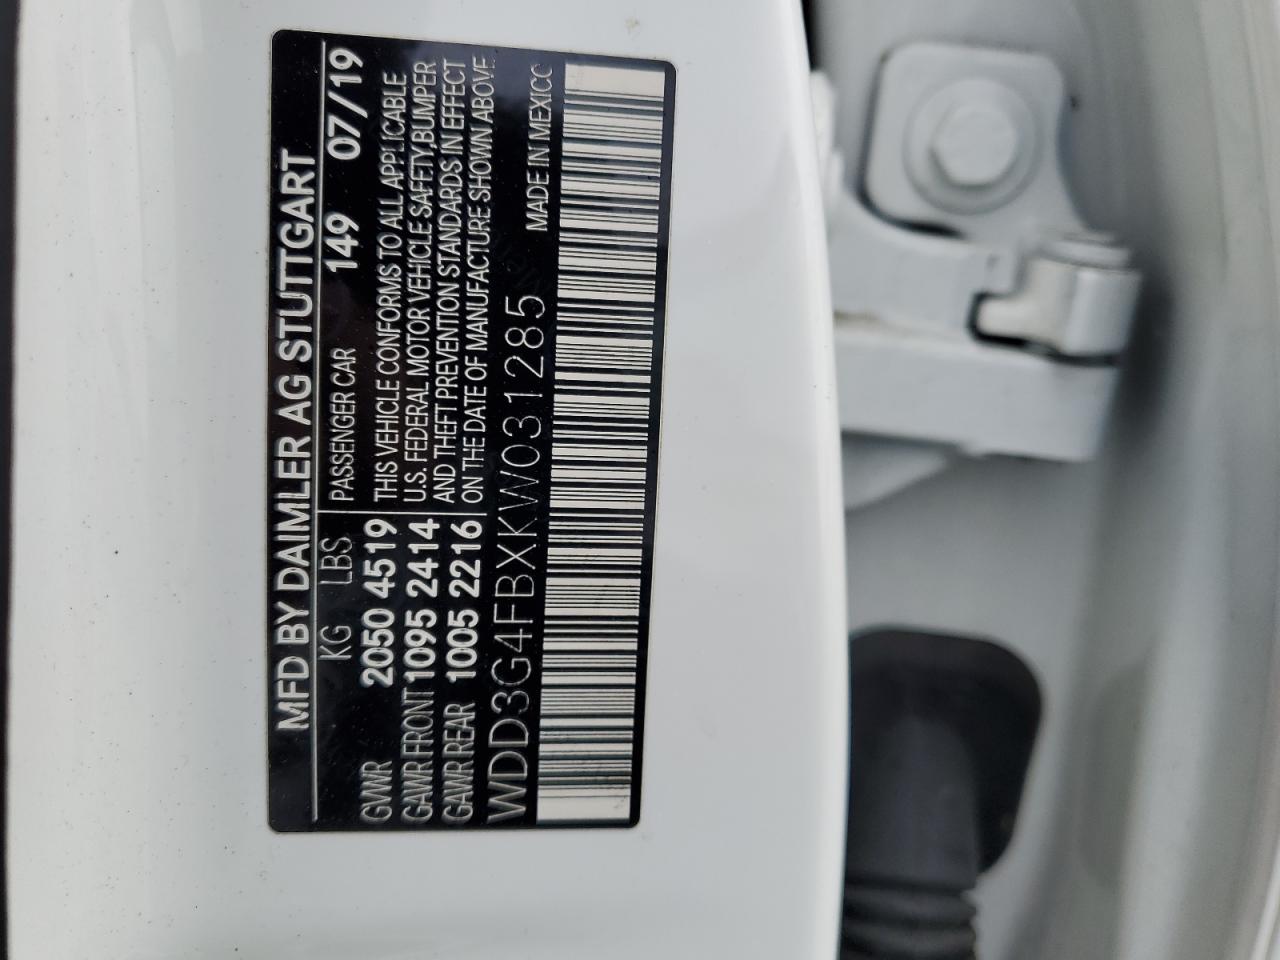 MFD BY DAIMLER AG STUTTGART
KG LBS PASSENGER CAR 149 07/19
GVWR 2050 4519 THIS VEHICLE CONFORMS TO ALL APPLICABLE
GAWR FRONT 1095 2414 U.S. FEDERAL MOTOR VEHICLE SAFETY, BUMPER
AND THEFT PREVENTION STANDARDS IN EFFECT
GAWR REAR 1005 2216 ON THE DATE OF MANUFACTURE SHOWN ABOVE
WDD3G4FBXKW031285 MADE IN MEXICO